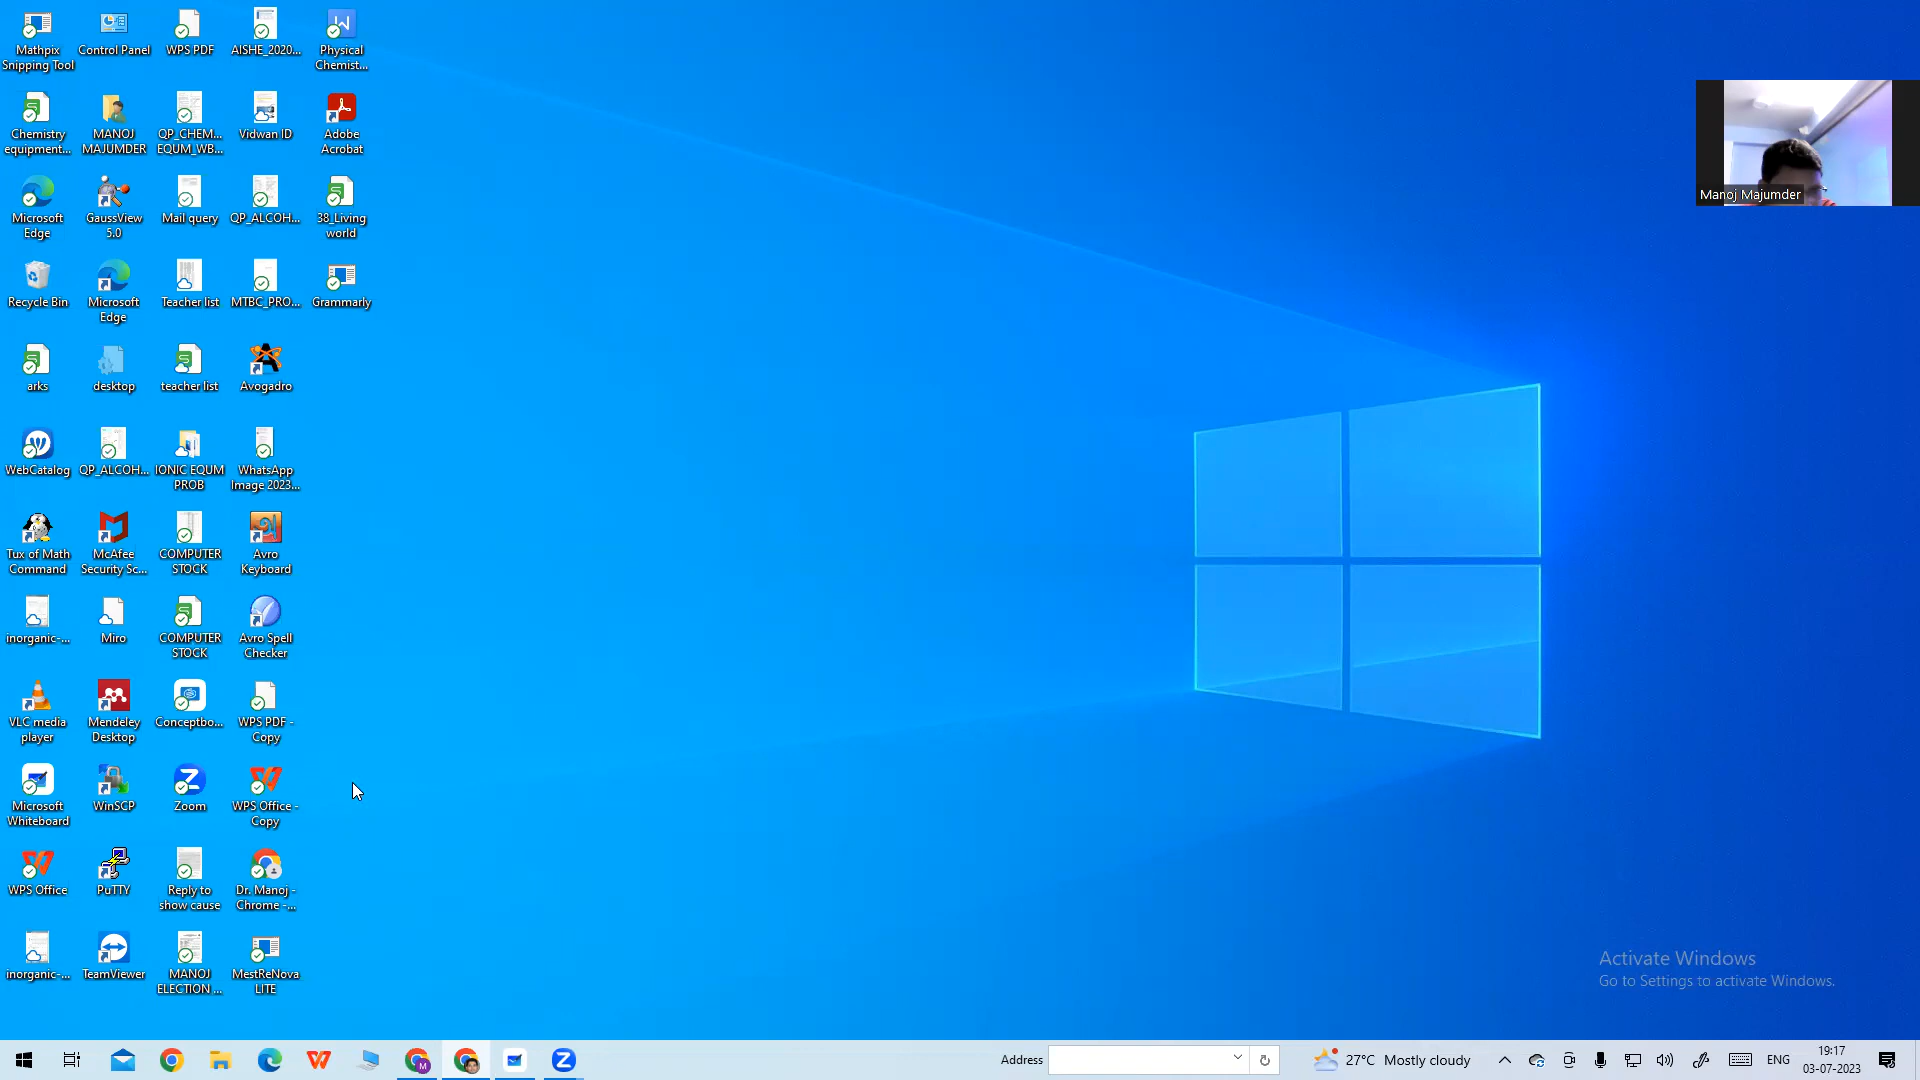 Mathpix
Snipping Tool
Control Panel
WPS PDF
AISHE_2020...
Physical
Chemist...
Chemistry
equipment...
MANOJ
MAJUMDER
QP_CHEM...
EQUM_WB...
Vidwan ID
Adobe
Acrobat
Microsoft
Edge
GaussView
5.0
Mail query
QP_ALCOH...
38_Living
world
Recycle Bin
Microsoft
Edge
Teacher list
MTBC_PRO...
Grammarly
arks
desktop
teacher list
Avogadro
WebCatalog
QP_ALCOH...
IONIC EQUM
PROB
WhatsApp
Image 2023...
Tux of Math
Command
McAfee
Security Sc...
COMPUTER
STOCK
Avro
Keyboard
inorganic-...
Miro
COMPUTER
STOCK
Avro Spell
Checker
VLC media
player
Mendeley
Desktop
Conceptbo...
WPS PDF -
Copy
Microsoft
Whiteboard
WinSCP
Zoom
WPS Office -
Copy
WPS Office
PuTTY
Reply to
show cause
Dr. Manoj -
Chrome -...
inorganic-...
TeamViewer
MANOJ
ELECTION ...
MestReNova
LITE
Manoj Majumder
Activate Windows
Go to Settings to activate Windows.
Address
27°C Mostly cloudy
ENG
19:17
03-07-2023